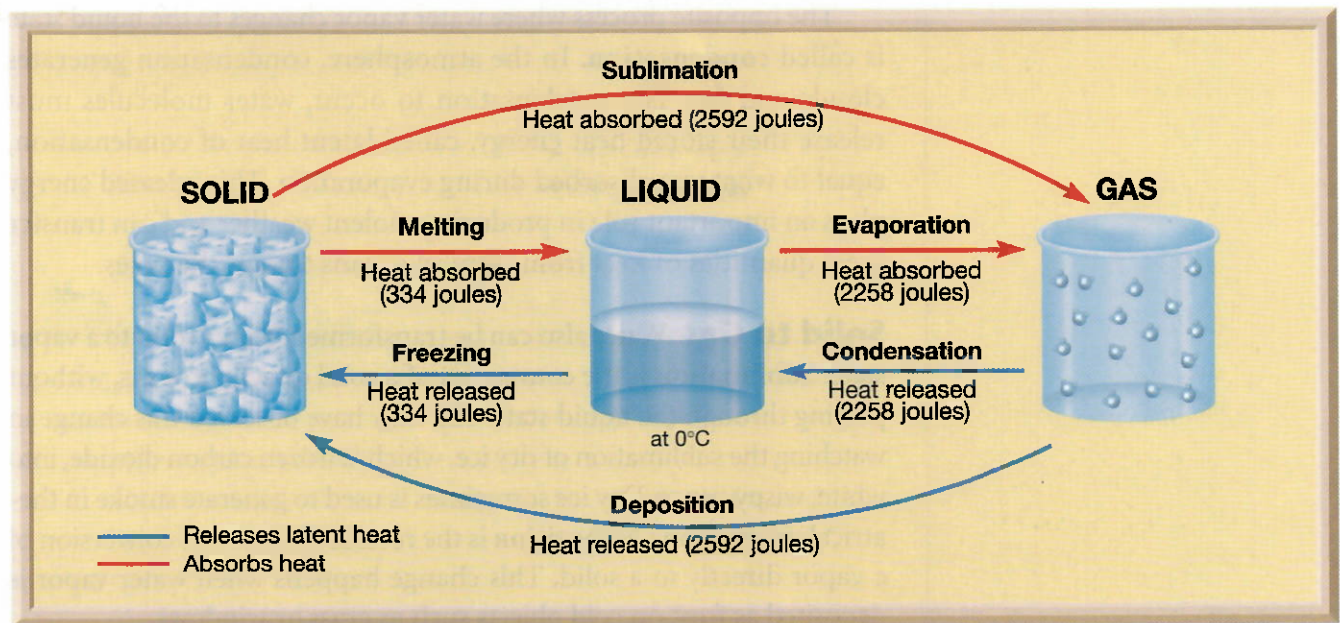 Sublimation
Heat absorbed (2592 joules)
SOLID
LIQUID
GAS
Melting
Heat absorbed
(334 joules)
Evaporation
Heat absorbed
(2258 joules)
Freezing
Heat released
(334 joules)
Condensation
Heat released
(2258 joules)
at 0°C
Deposition
Heat released (2592 joules)
Releases latent heat
Absorbs heat